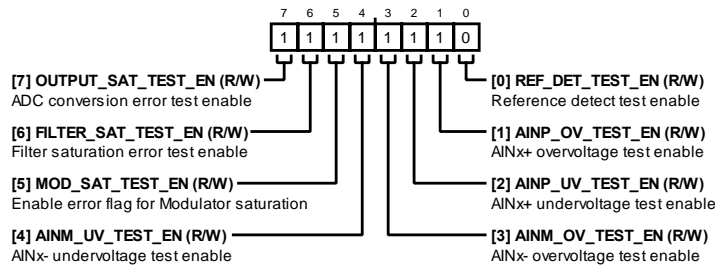 7 6 5 4 3 2 1 0
1 1 1 1 1 1 1 0
[7] OUTPUT_SAT_TEST_EN (R/W)
ADC conversion error test enable
[6] FILTER_SAT_TEST_EN (R/W)
Filter saturation error test enable
[5] MOD_SAT_TEST_EN (R/W)
Enable error flag for Modulator saturation
[4] AINM_UV_TEST_EN (R/W)
AINx- undervoltage test enable
[0] REF_DET_TEST_EN (R/W)
Reference detect test enable
[1] AINP_OV_TEST_EN (R/W)
AINx+ overvoltage test enable
[2] AINP_UV_TEST_EN (R/W)
AINx+ undervoltage test enable
[3] AINM_OV_TEST_EN (R/W)
AINx- overvoltage test enable